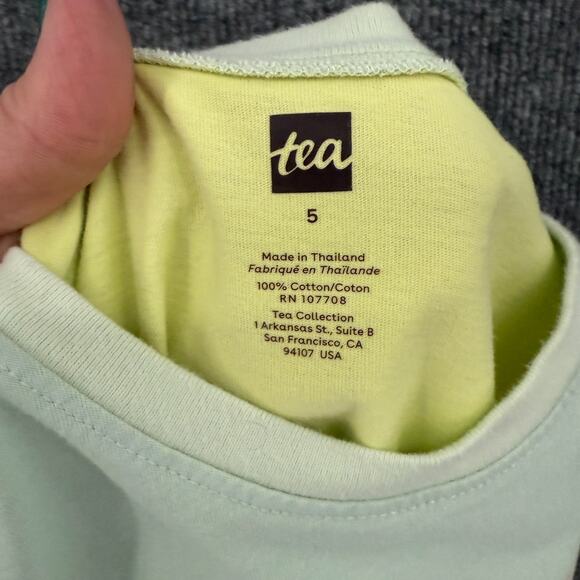 tea
5
Made in Thailand
Fabriqué en Thaïlande
100% Cotton/Coton
RN 107708
Tea Collection
1 Arkansas St., Suite B
San Francisco, CA
94107 USA